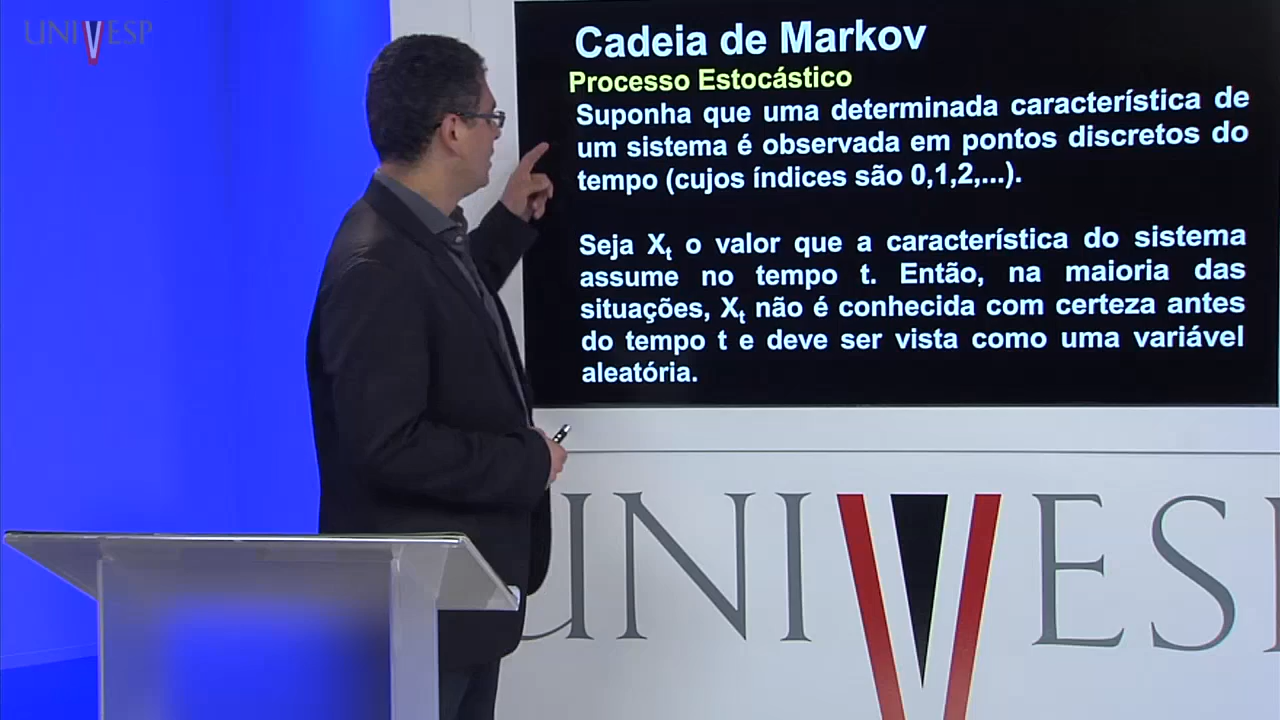 UNIVESP
Cadeia de Markov
Processo Estocástico
Suponha que uma determinada característica de
um sistema é observada em pontos discretos do
tempo (cujos índices são 0,1,2,...).
Seja Xt o valor que a característica do sistema
assume no tempo t. Então, na maioria das
situações, Xt não é conhecida com certeza antes
do tempo t e deve ser vista como uma variável
aleatória.
UNIVESP